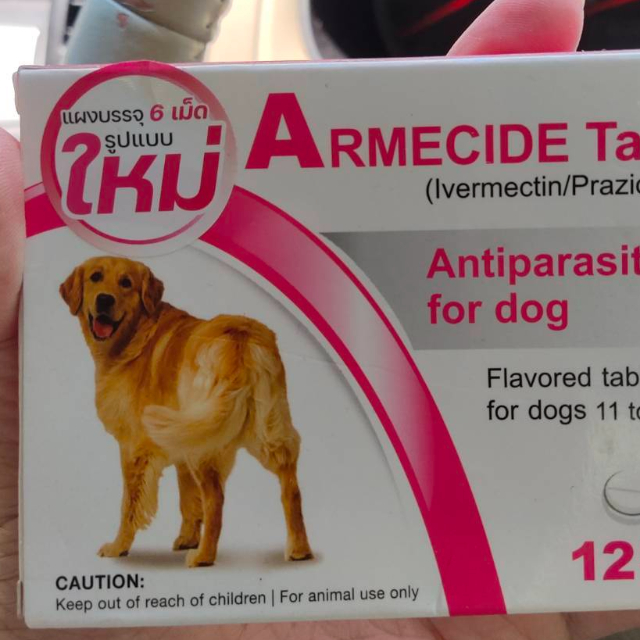 แผงบรรจุ 6 เม็ด
รูปแบบ
ใหม่
ARMECIDE Ta
(Ivermectin/Prazi
Antiparasit
for dog
Flavored tab
for dogs 11 to
12
CAUTION:
Keep out of reach of children | For animal use only